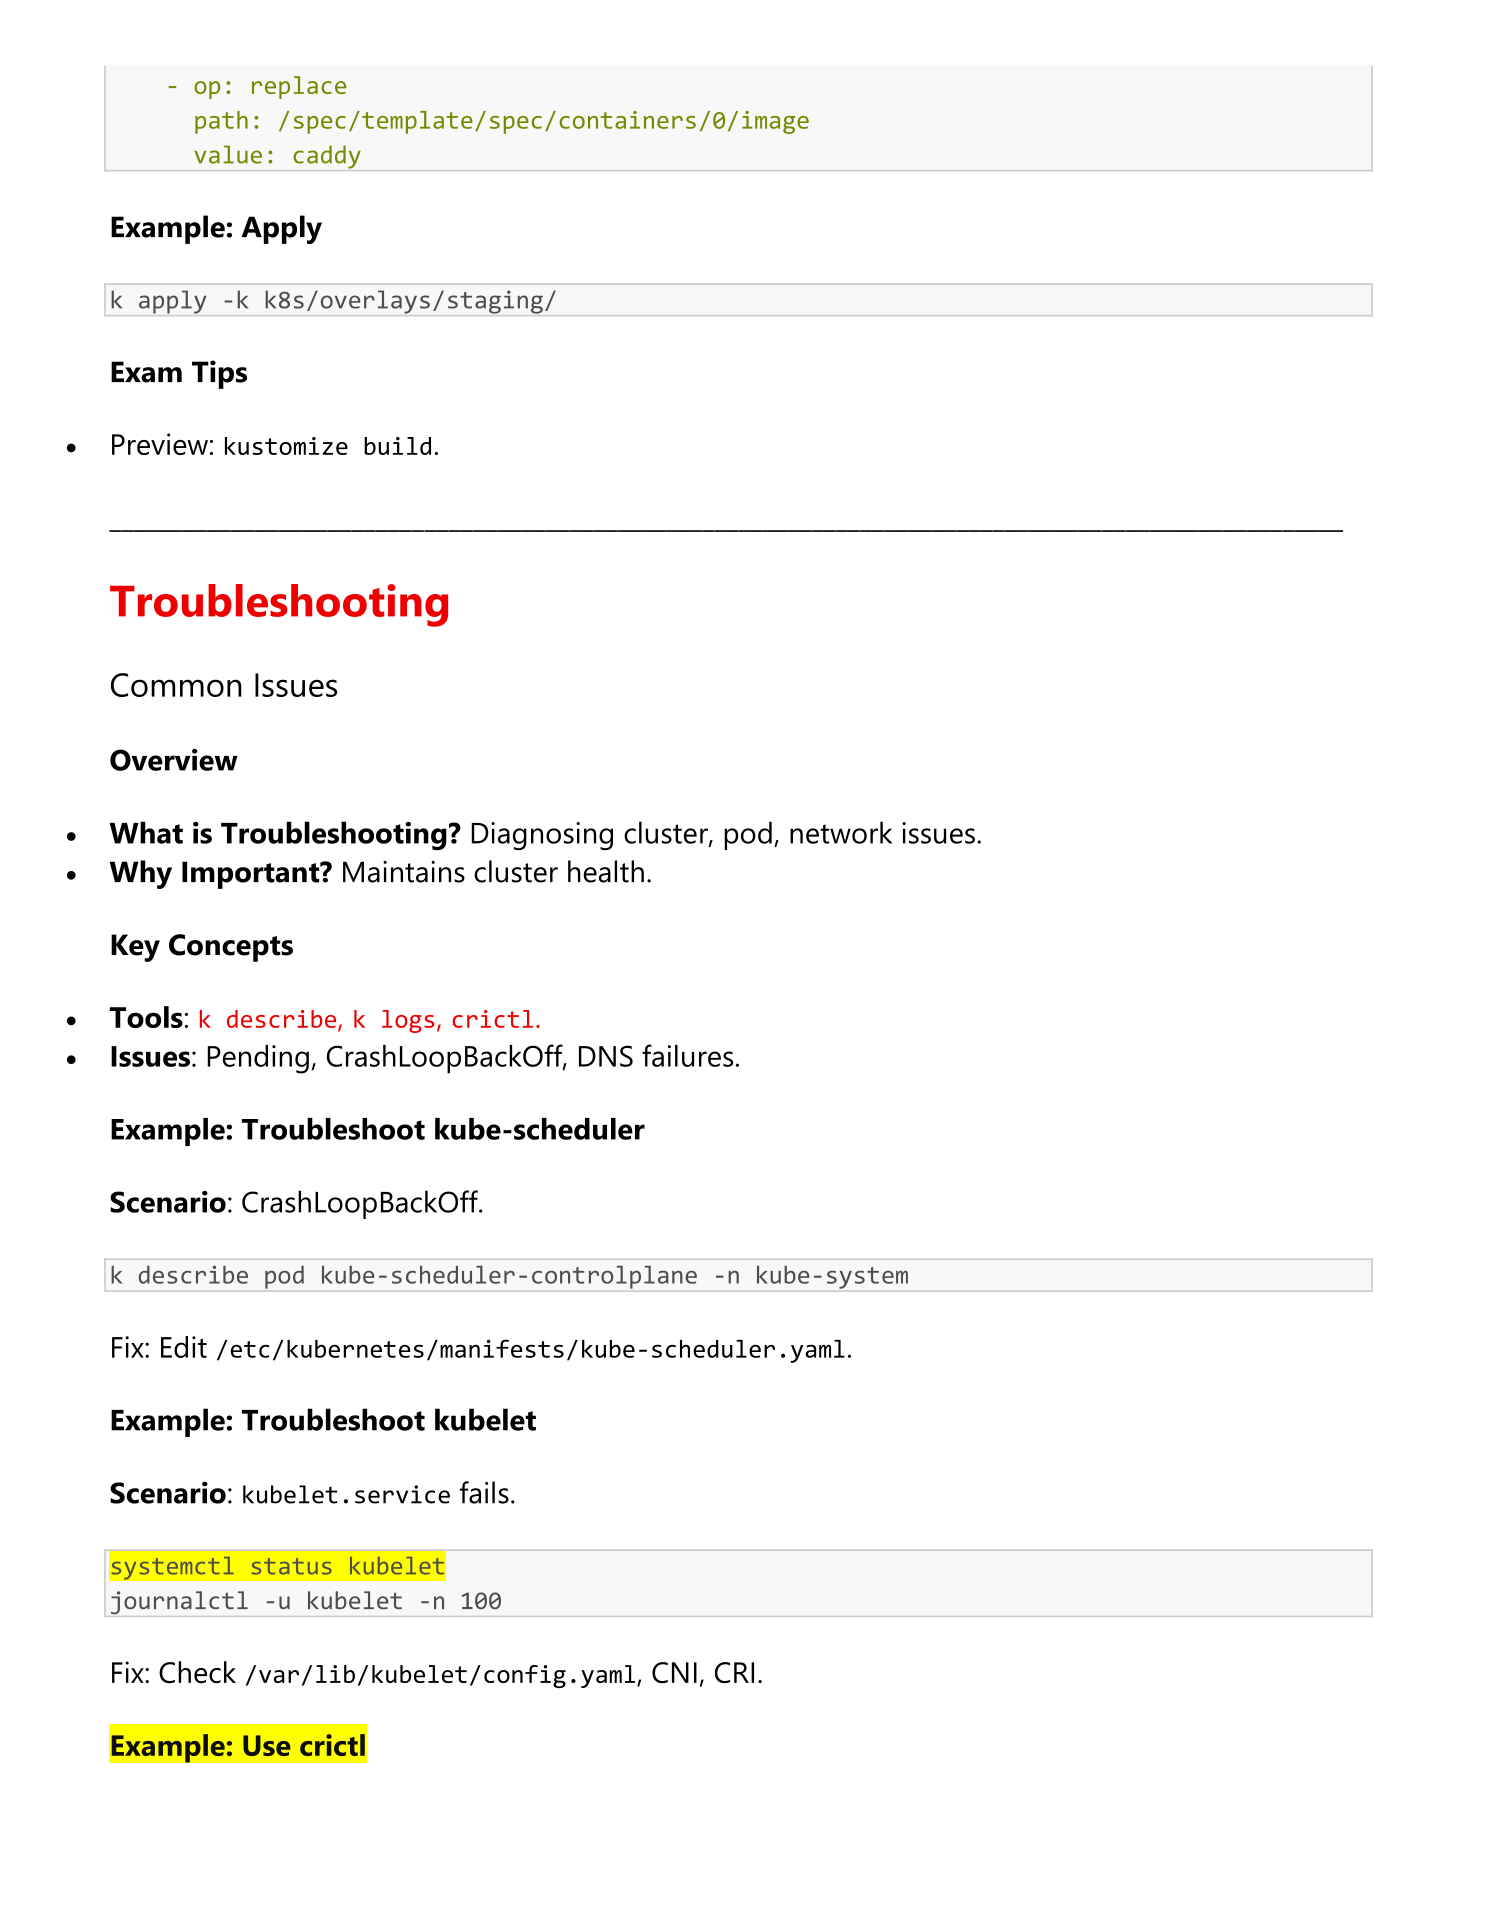 - op: replace
path: /spec/template/spec/containers/0/image
value: caddy
Example: Apply
k apply -k k8s/overlays/staging/
Exam Tips
• Preview: kustomize build.
Troubleshooting
Common Issues
Overview
• What is Troubleshooting? Diagnosing cluster, pod, network issues.
• Why Important? Maintains cluster health.
Key Concepts
• Tools: k describe, k logs, crictl.
• Issues: Pending, CrashLoopBackOff, DNS failures.
Example: Troubleshoot kube-scheduler
Scenario: CrashLoopBackOff.
k describe pod kube-scheduler-controlplane -n kube-system
Fix: Edit /etc/kubernetes/manifests/kube-scheduler.yaml.
Example: Troubleshoot kubelet
Scenario: kubelet.service fails.
systemctl status kubelet
journalctl -u kubelet -n 100
Fix: Check /var/lib/kubelet/config.yaml, CNI, CRI.
Example: Use crictl